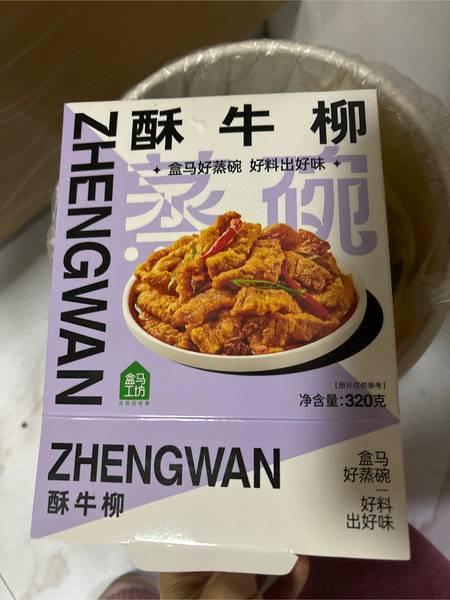 酥牛柳
盒马好蒸碗 好料出好味
蒸碗
ZHENGWAN
盒马
工坊
【图片仅供参考】
净含量:320克
ZHENGWAN
酥牛柳
盒马
好蒸碗
好料
出好味